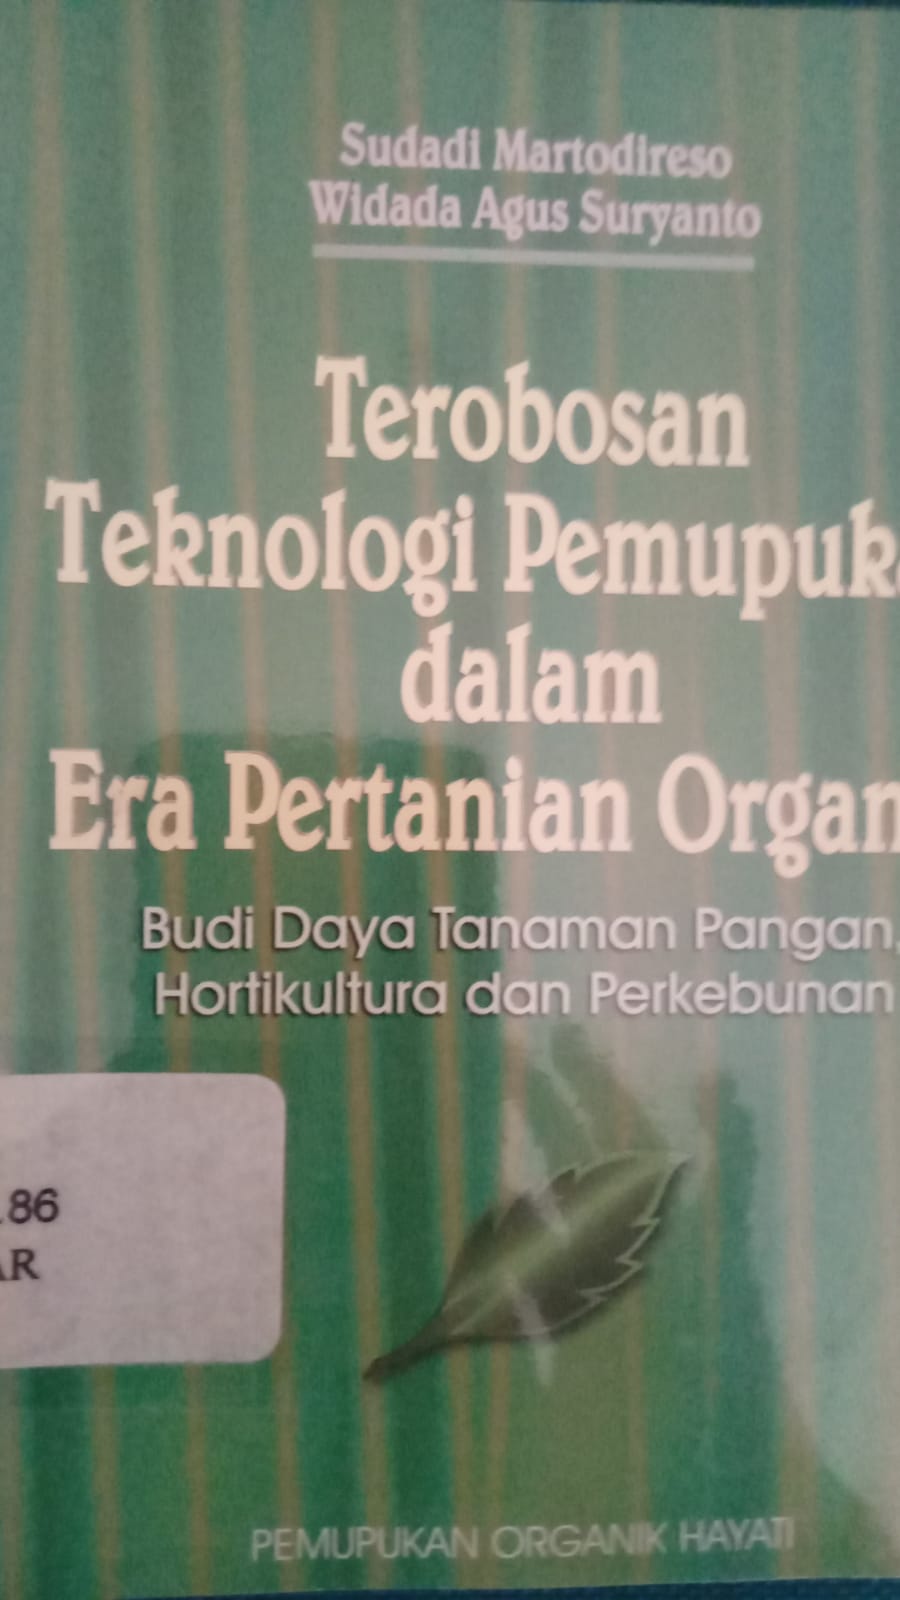 Sudadi Martodireso
Widada Agus Suryanto
Terobosan
Teknologi Pemupuk
dalam
Era Pertanian Organ
Budi Daya Tanaman Pangan,
Hortikultura dan Perkebunan
.86
AR
PEMUPUKAN ORGANIK HAYATI